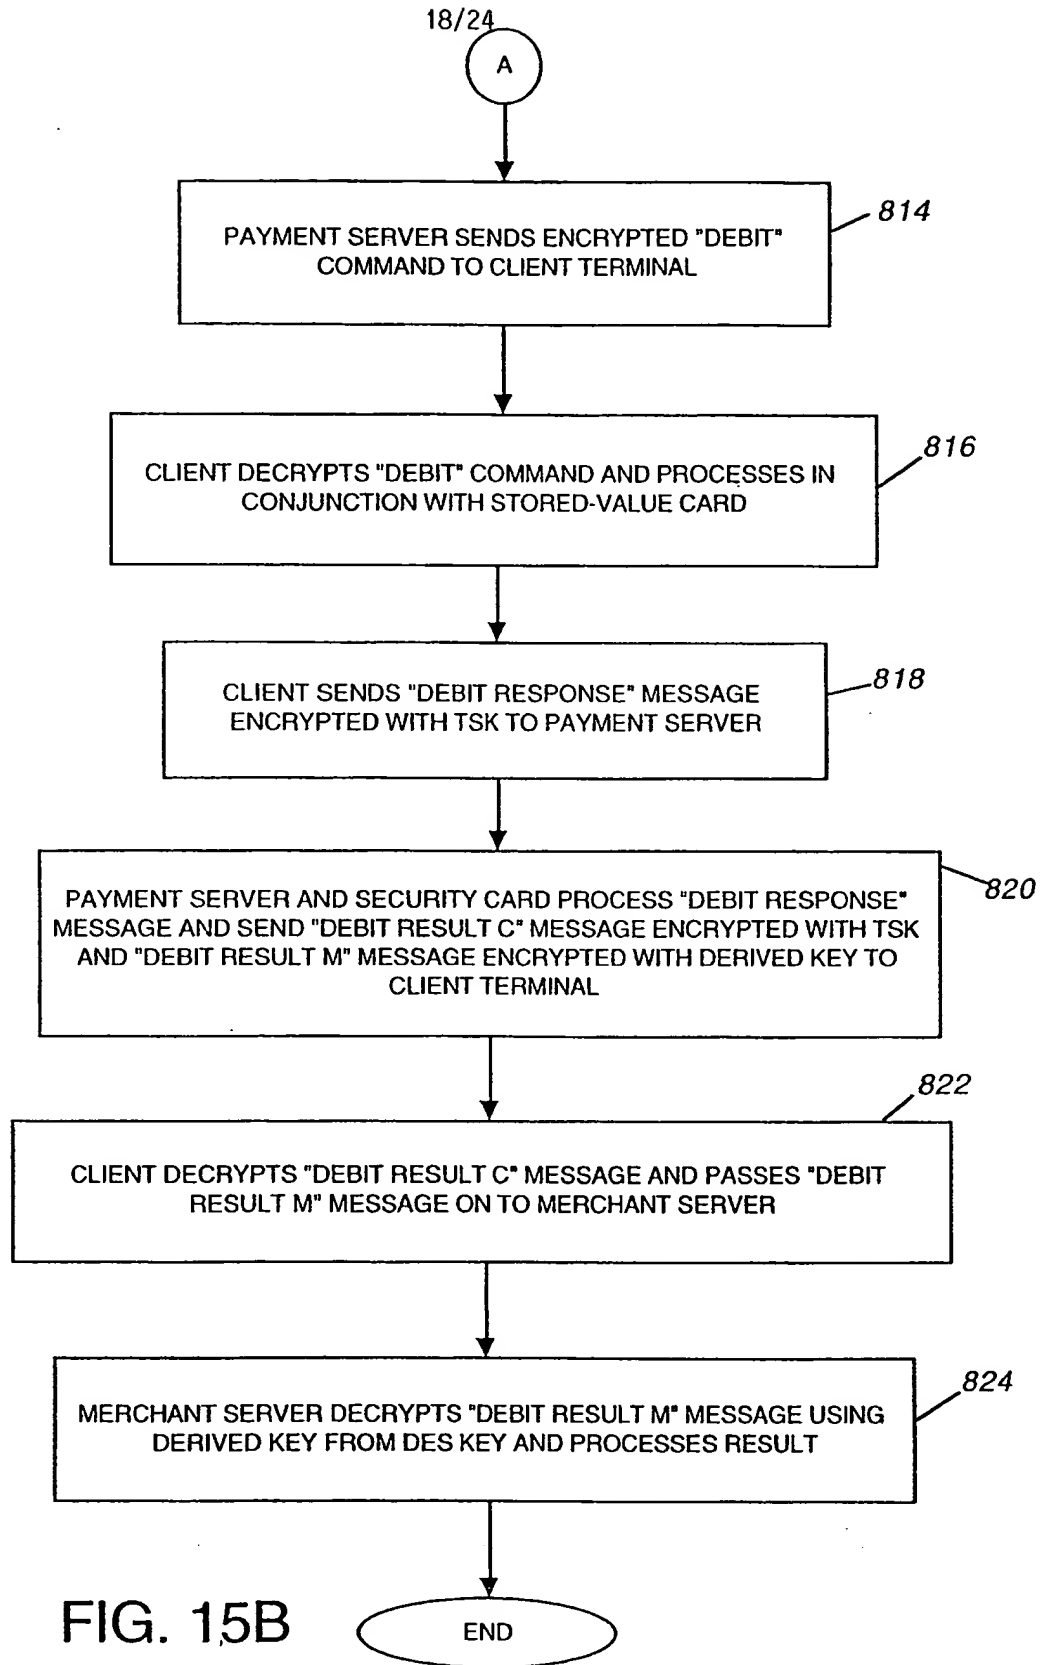 18/24
A
PAYMENT SERVER SENDS ENCRYPTED "DEBIT"
COMMAND TO CLIENT TERMINAL
814
CLIENT DECRYPTS "DEBIT" COMMAND AND PROCESSES IN
CONJUNCTION WITH STORED-VALUE CARD
816
CLIENT SENDS "DEBIT RESPONSE" MESSAGE
ENCRYPTED WITH TSK TO PAYMENT SERVER
818
PAYMENT SERVER AND SECURITY CARD PROCESS "DEBIT RESPONSE"
MESSAGE AND SEND "DEBIT RESULT C" MESSAGE ENCRYPTED WITH TSK
AND "DEBIT RESULT M" MESSAGE ENCRYPTED WITH DERIVED KEY TO
CLIENT TERMINAL
820
822
CLIENT DECRYPTS "DEBIT RESULT C" MESSAGE AND PASSES "DEBIT
RESULT M" MESSAGE ON TO MERCHANT SERVER
824
MERCHANT SERVER DECRYPTS "DEBIT RESULT M" MESSAGE USING
DERIVED KEY FROM DES KEY AND PROCESSES RESULT
END
FIG. 15B